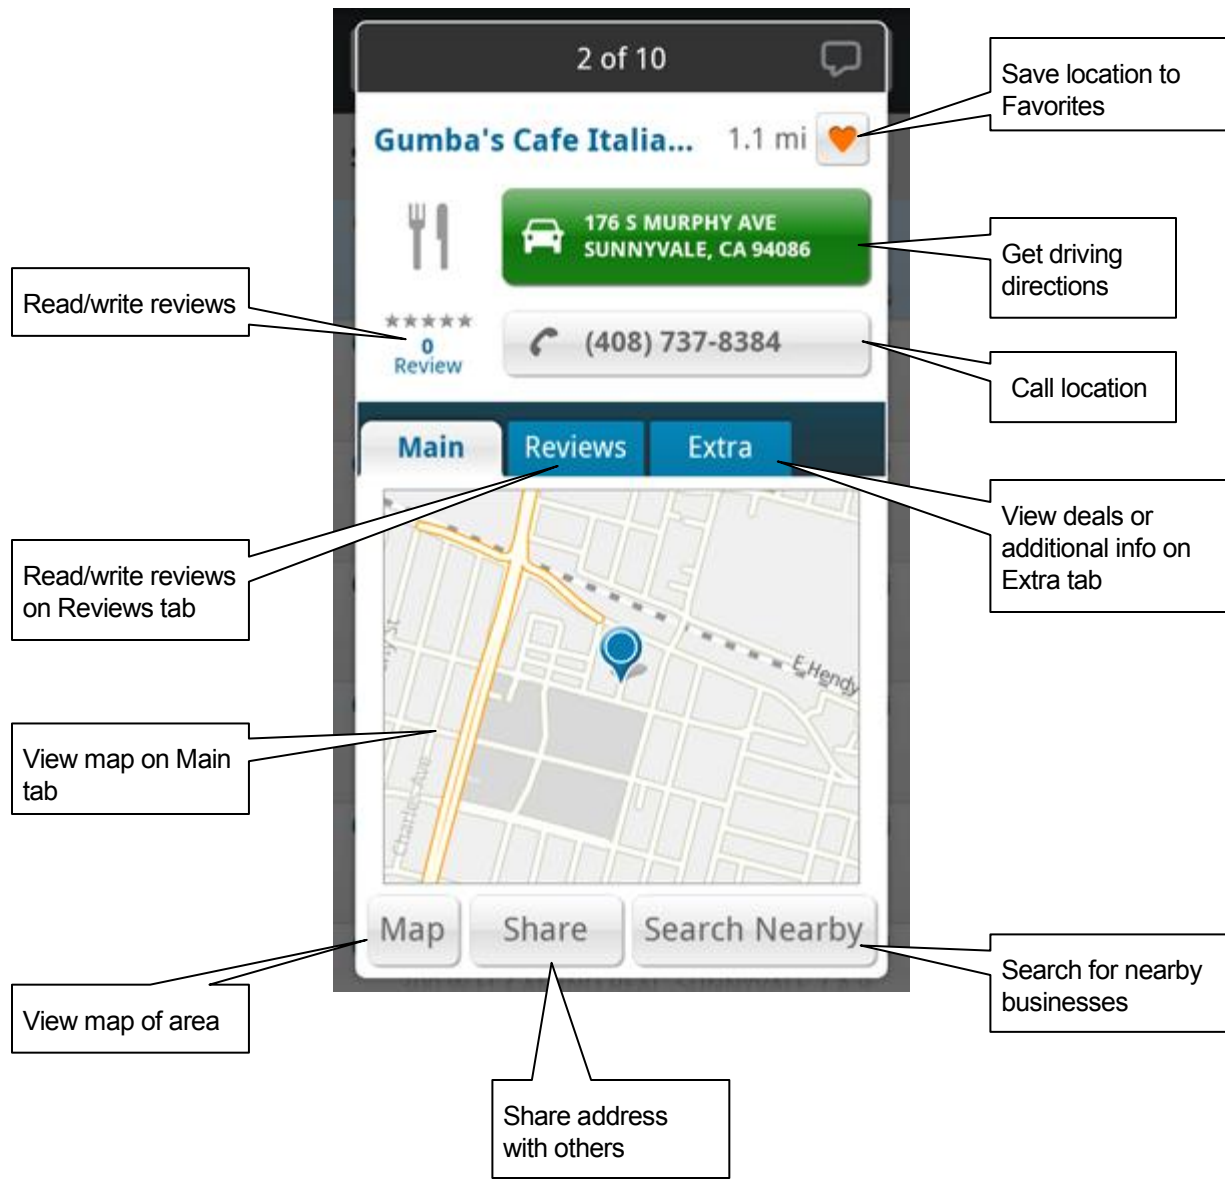 2 of 10
Save location to
Favorites
Gumba's Cafe Italia...
1.1 mi
176 S MURPHY AVE
SUNNYVALE, CA 94086
Get driving
directions
Read/write reviews
0
Review
(408) 737-8384
Call location
Main
Reviews
Extra
View deals or
additional info on
Extra tab
Read/write reviews
on Reviews tab
E Hendy
Charles Ave
View map on Main
tab
Map
Share
Search Nearby
Search for nearby
businesses
View map of area
Share address
with others